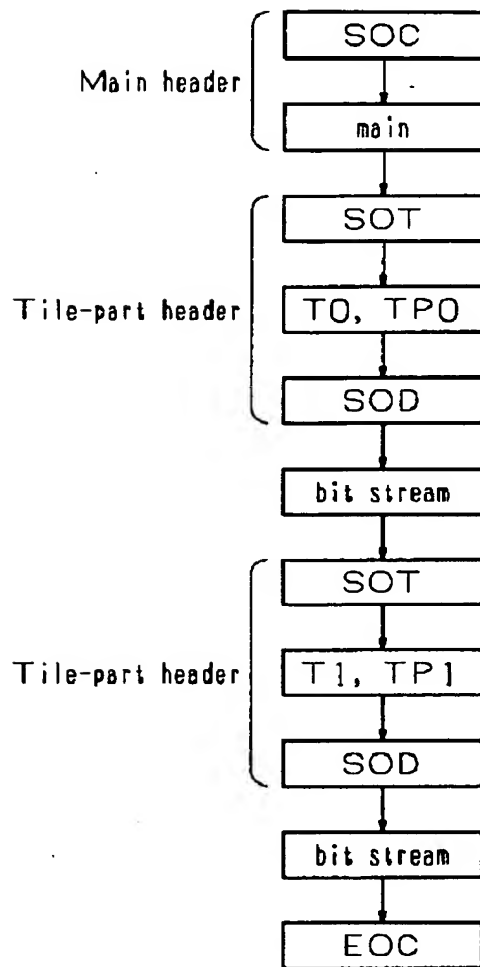 SOC
Main header
main
SOT
Tile-part header
T0, TP0
SOD
bit stream
SOT
Tile-part header
T1, TP1
SOD
bit stream
EOC